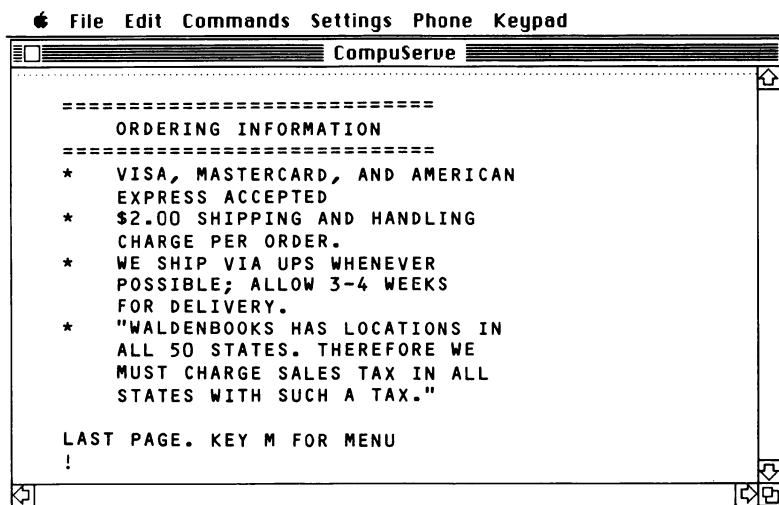 File Edit Commands Settings Phone Keypad
CompuServe
============================
ORDERING INFORMATION
============================
* VISA, MASTERCARD, AND AMERICAN
EXPRESS ACCEPTED
* $2.00 SHIPPING AND HANDLING
CHARGE PER ORDER.
* WE SHIP VIA UPS WHENEVER
POSSIBLE; ALLOW 3-4 WEEKS
FOR DELIVERY.
* "WALDENBOOKS HAS LOCATIONS IN
ALL 50 STATES. THEREFORE WE
MUST CHARGE SALES TAX IN ALL
STATES WITH SUCH A TAX."
LAST PAGE. KEY M FOR MENU
!